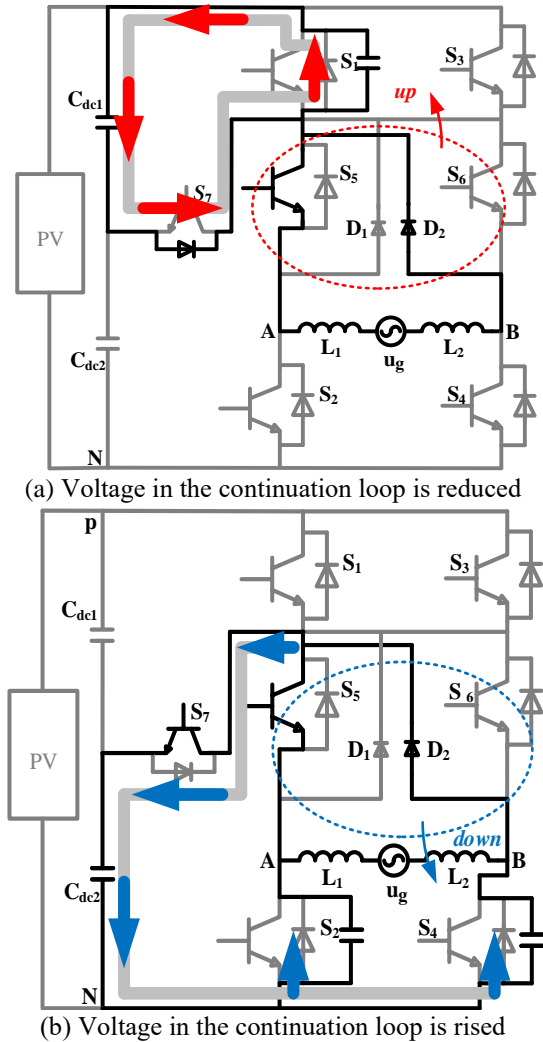 S1
S3
Cdc1
up
S7
S5
S6
PV
D1
D2
A
B
L1
ug
L2
Cdc2
S2
S4
N
(a) Voltage in the continuation loop is reduced
p
S1
S3
Cdc1
S7
S5
S6
PV
D1
D2
down
A
B
L1
ug
L2
Cdc2
S2
S4
N
(b) Voltage in the continuation loop is rised